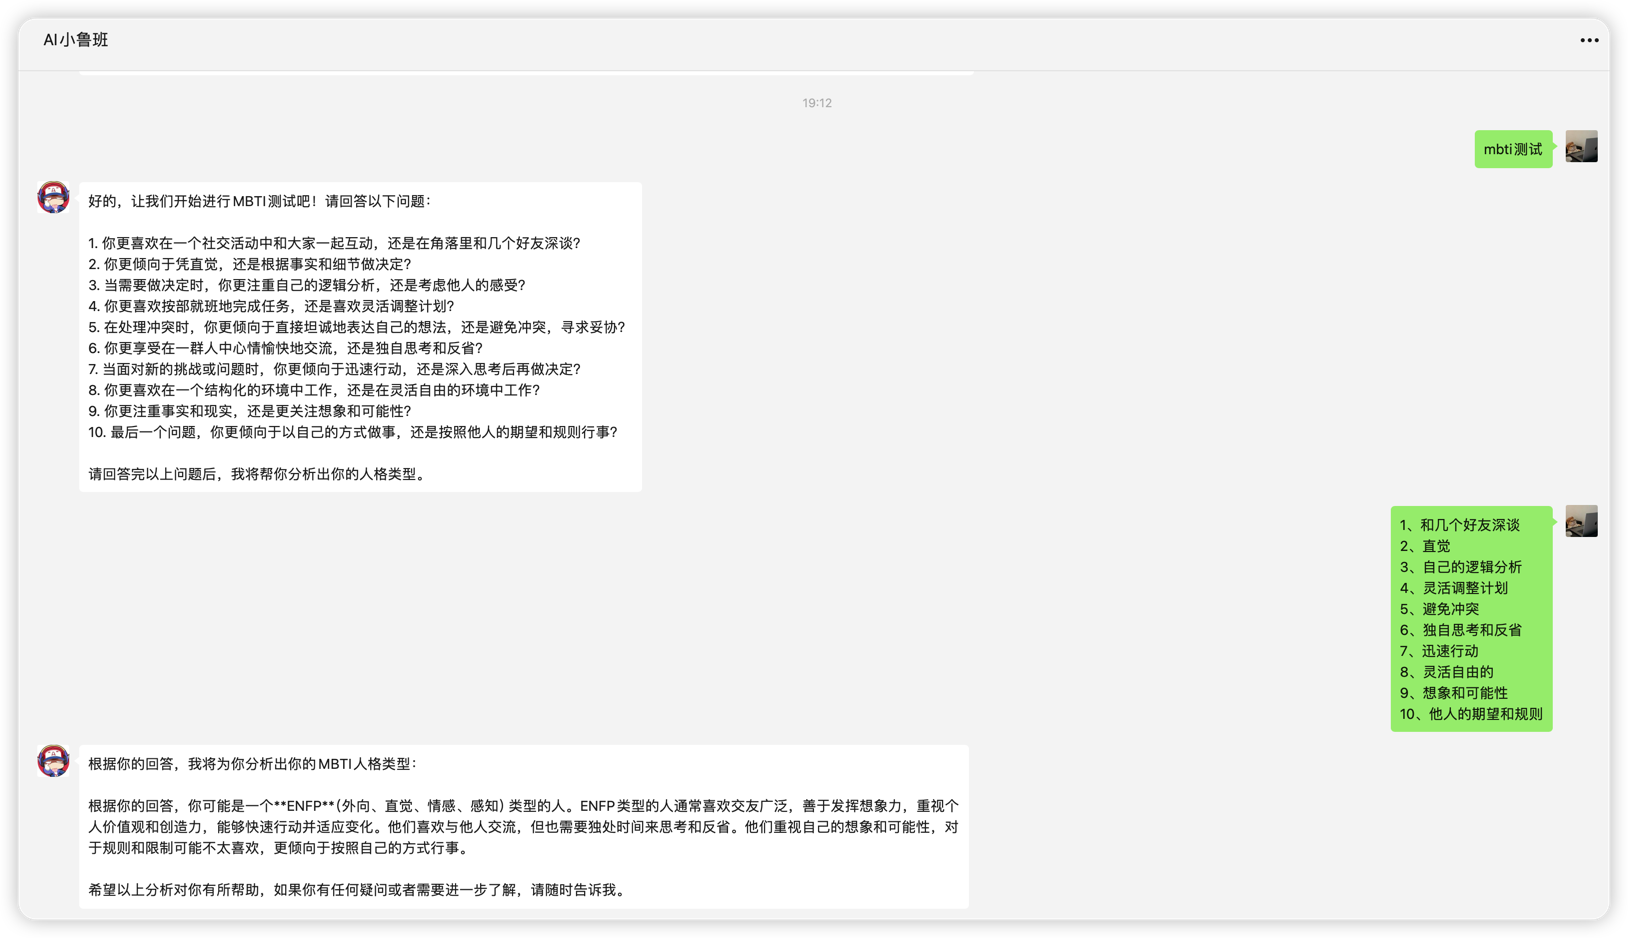 AI小鲁班
19:12
mbti测试
好的，让我们开始进行MBTI测试吧！请回答以下问题：
1. 你更喜欢在一个社交活动中和大家一起互动，还是在角落里和几个好友深谈？
2. 你更倾向于凭直觉，还是根据事实和细节做决定？
3. 当需要做决定时，你更注重自己的逻辑分析，还是考虑他人的感受？
4. 你更喜欢按部就班地完成任务，还是喜欢灵活调整计划？
5. 在处理冲突时，你更倾向于直接坦诚地表达自己的想法，还是避免冲突，寻求妥协？
6. 你更享受在一群人中心情愉快地交流，还是独自思考和反省？
7. 当面对新的挑战或问题时，你更倾向于迅速行动，还是深入思考后再做决定？
8. 你更喜欢在一个结构化的环境中工作，还是在灵活自由的环境中工作？
9. 你更注重事实和现实，还是更关注想象和可能性？
10. 最后一个问题，你更倾向于以自己的方式做事，还是按照他人的期望和规则行事？
请回答完以上问题后，我将帮你分析出你的人格类型。
1、和几个好友深谈
2、直觉
3、自己的逻辑分析
4、灵活调整计划
5、避免冲突
6、独自思考和反省
7、迅速行动
8、灵活自由的
9、想象和可能性
10、他人的期望和规则
根据你的回答，我将为你分析出你的MBTI人格类型：
根据你的回答，你可能是一个**ENFP**（外向、直觉、情感、感知）类型的人。ENFP类型的人通常喜欢交友广泛，善于发挥想象力，重视个
人价值观和创造力，能够快速行动并适应变化。他们喜欢与他人交流，但也需要独处时间来思考和反省。他们重视自己的想象和可能性，对
于规则和限制可能不太喜欢，更倾向于按照自己的方式行事。
希望以上分析对你有所帮助，如果你有任何疑问或者需要进一步了解，请随时告诉我。